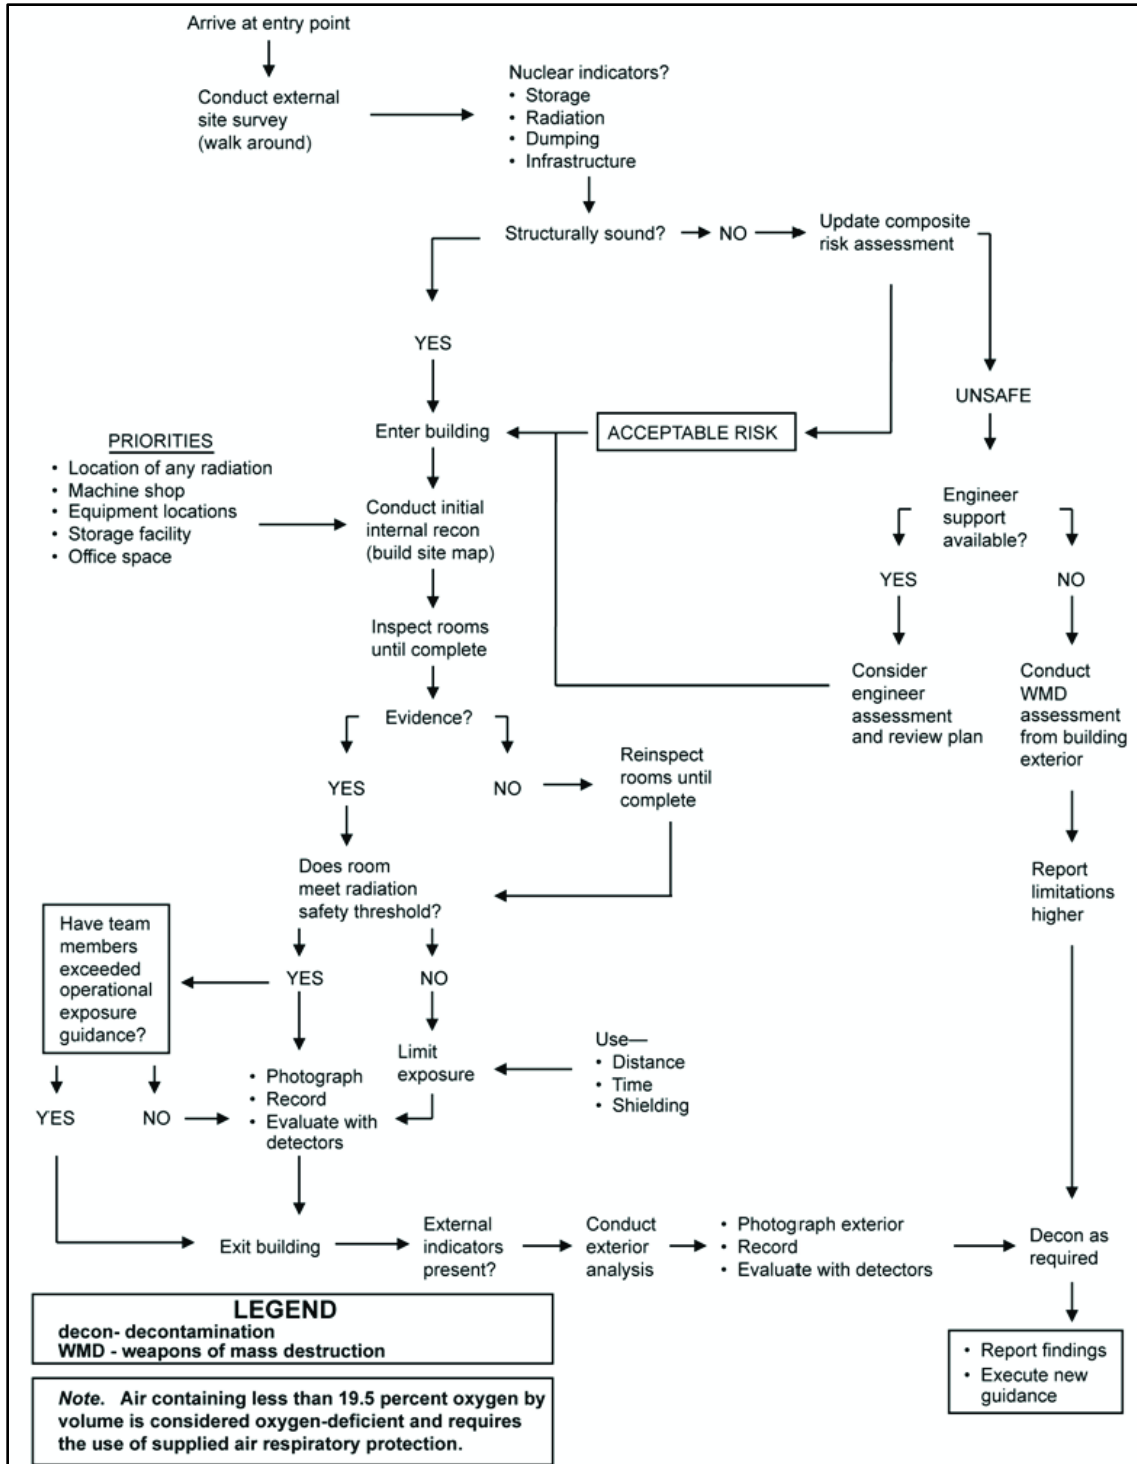 Arrive at entry point
Conduct external
site survey
(walk around)
Nuclear indicators?
• Storage
• Radiation
• Dumping
• Infrastructure
Structurally sound?
NO
Update composite
risk assessment
YES
UNSAFE
Enter building
ACCEPTABLE RISK
PRIORITIES
• Location of any radiation
• Machine shop
• Equipment locations
• Storage facility
• Office space
Conduct initial
internal recon
(build site map)
Engineer
support
available?
YES
NO
Inspect rooms
until complete
Consider
engineer
assessment
and review plan
Conduct
WMD
assessment
from building
exterior
Evidence?
YES
NO
Reinspect
rooms until
complete
Does room
meet radiation
safety threshold?
Report
limitations
higher
Have team
members
exceeded
operational
exposure
guidance?
YES
NO
Limit
exposure
Use—
• Distance
• Time
• Shielding
• Photograph
• Record
• Evaluate with
detectors
YES
NO
Exit building
External
indicators
present?
Conduct
exterior
analysis
• Photograph exterior
• Record
• Evaluate with detectors
Decon as
required
• Report findings
• Execute new
guidance
LEGEND
decon- decontamination
WMD - weapons of mass destruction
Note. Air containing less than 19.5 percent oxygen by
volume is considered oxygen-deficient and requires
the use of supplied air respiratory protection.